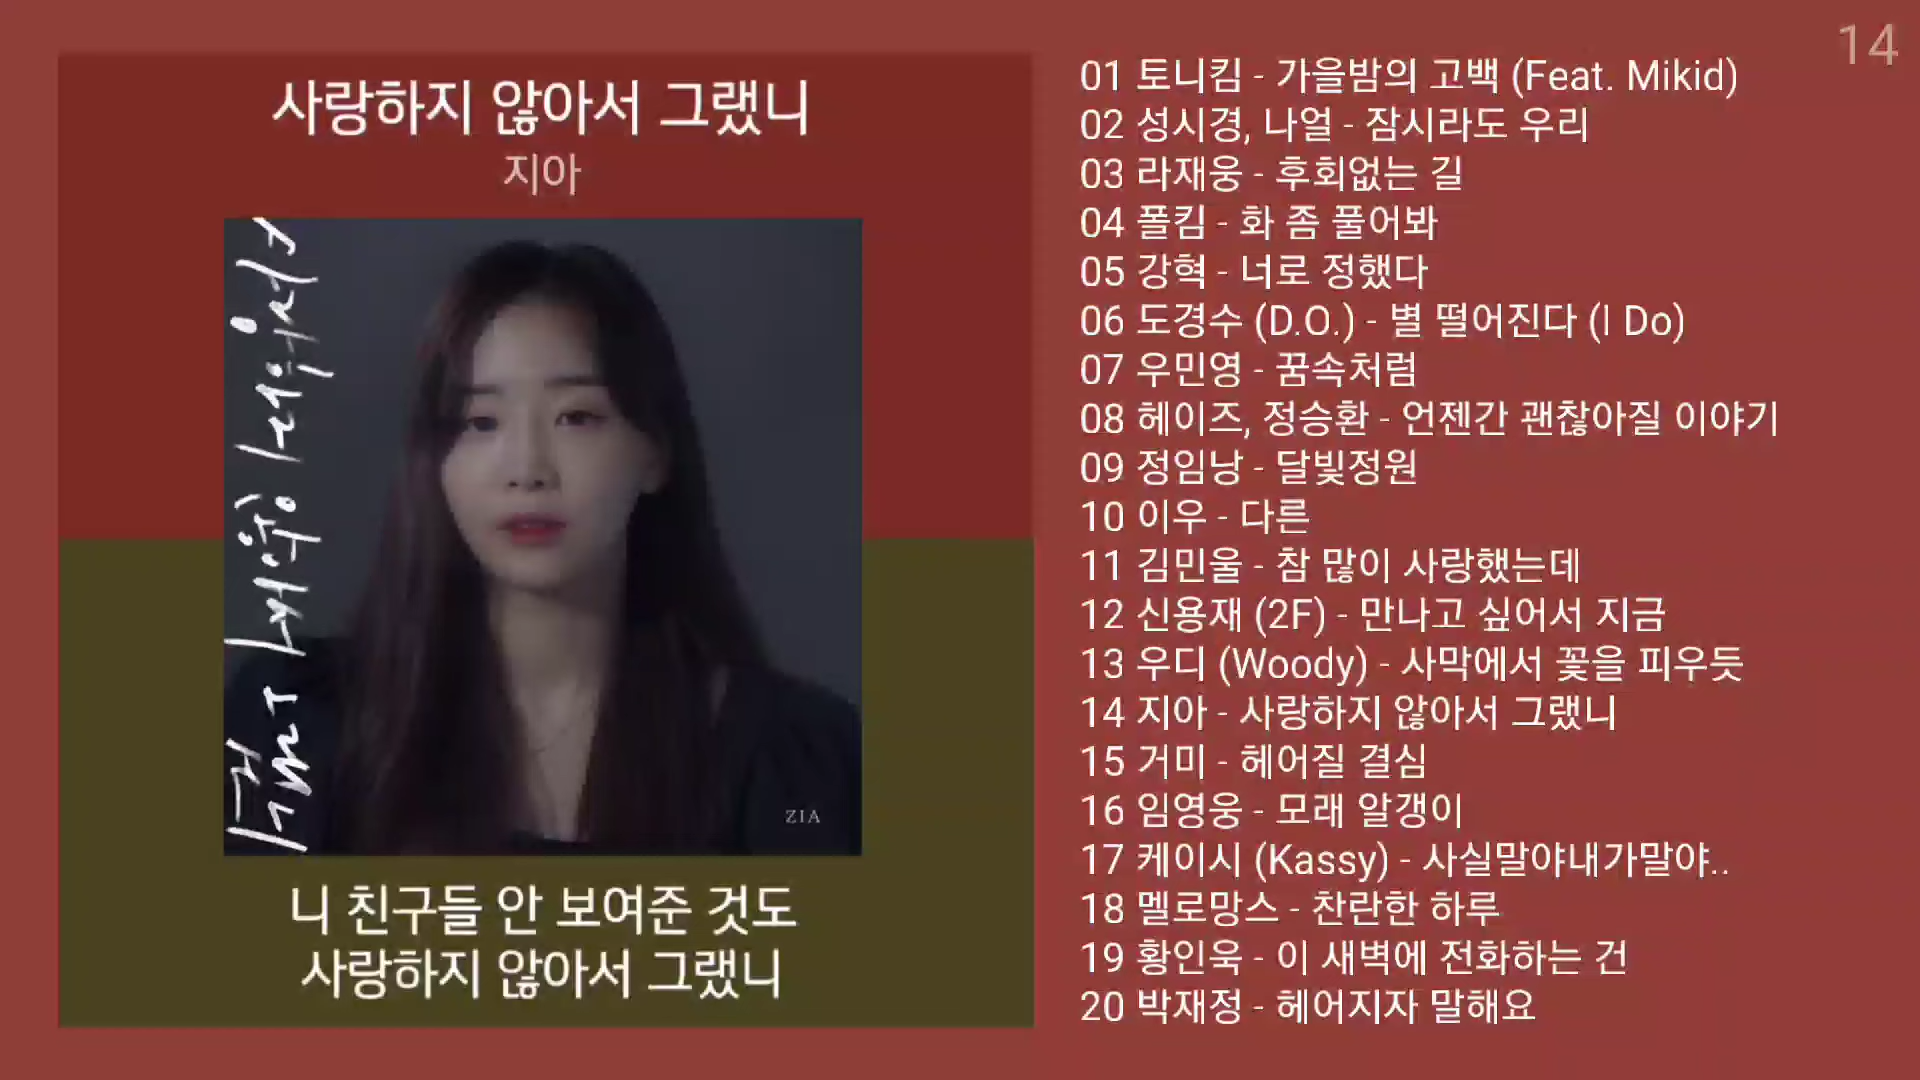 14
사랑하지 않아서 그랬니
지아
ZIA
니 친구들 안 보여준 것도
사랑하지 않아서 그랬니
01 토니킴 - 가을밤의 고백 (Feat. Mikid)
02 성시경, 나얼 - 잠시라도 우리
03 라재웅 - 후회없는 길
04 폴킴 - 화 좀 풀어봐
05 강혁 - 너로 정했다
06 도경수 (D.O.) - 별 떨어진다 (I Do)
07 우민영 - 꿈속처럼
08 헤이즈, 정승환 - 언젠간 괜찮아질 이야기
09 정임낭 - 달빛정원
10 이우 - 다른
11 김민울 - 참 많이 사랑했는데
12 신용재 (2F) - 만나고 싶어서 지금
13 우디 (Woody) - 사막에서 꽃을 피우듯
14 지아 - 사랑하지 않아서 그랬니
15 거미 - 헤어질 결심
16 임영웅 - 모래 알갱이
17 케이시 (Kassy) - 사실말야내가말야..
18 멜로망스 - 찬란한 하루
19 황인욱 - 이 새벽에 전화하는 건
20 박재정 - 헤어지자 말해요